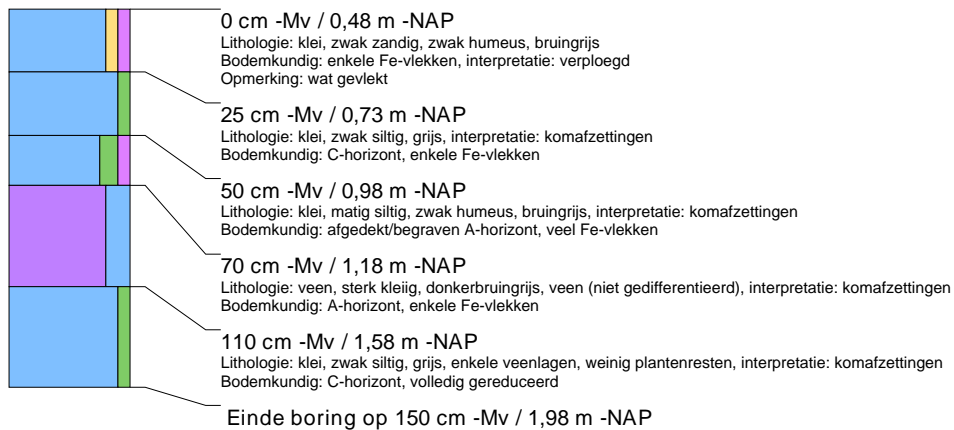 0 cm -Mv / 0,48 m -NAP
Lithologie: klei, zwak zandig, zwak humeus, bruingrijs
Bodemkundig: enkele Fe-vlekken, interpretatie: verploegd
Opmerking: wat gevlekt
25 cm -Mv / 0,73 m -NAP
Lithologie: klei, zwak siltig, grijs, interpretatie: komafzettingen
Bodemkundig: C-horizont, enkele Fe-vlekken
50 cm -Mv / 0,98 m -NAP
Lithologie: klei, matig siltig, zwak humeus, bruingrijs, interpretatie: komafzettingen
Bodemkundig: afgedekt/begraven A-horizont, veel Fe-vlekken
70 cm -Mv / 1,18 m -NAP
Lithologie: veen, sterk kleiig, donkerbruingrijs, veen (niet gedifferentieerd), interpretatie: komafzettingen
Bodemkundig: A-horizont, enkele Fe-vlekken
110 cm -Mv / 1,58 m -NAP
Lithologie: klei, zwak siltig, grijs, enkele veenlagen, weinig plantenresten, interpretatie: komafzettingen
Bodemkundig: C-horizont, volledig gereduceerd
Einde boring op 150 cm -Mv / 1,98 m -NAP